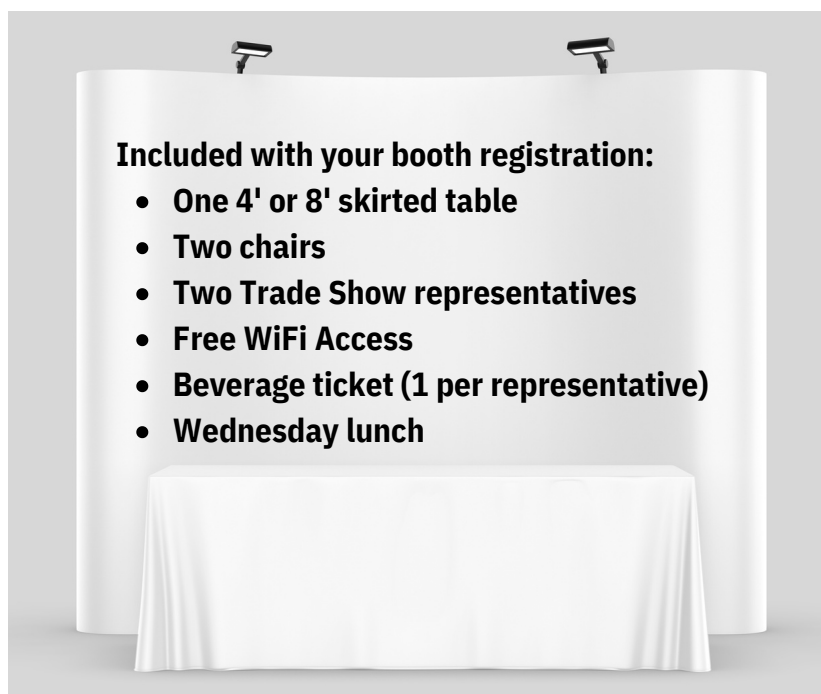 Included with your booth registration:
• One 4' or 8' skirted table
• Two chairs
• Two Trade Show representatives
• Free WiFi Access
• Beverage ticket (1 per representative)
• Wednesday lunch